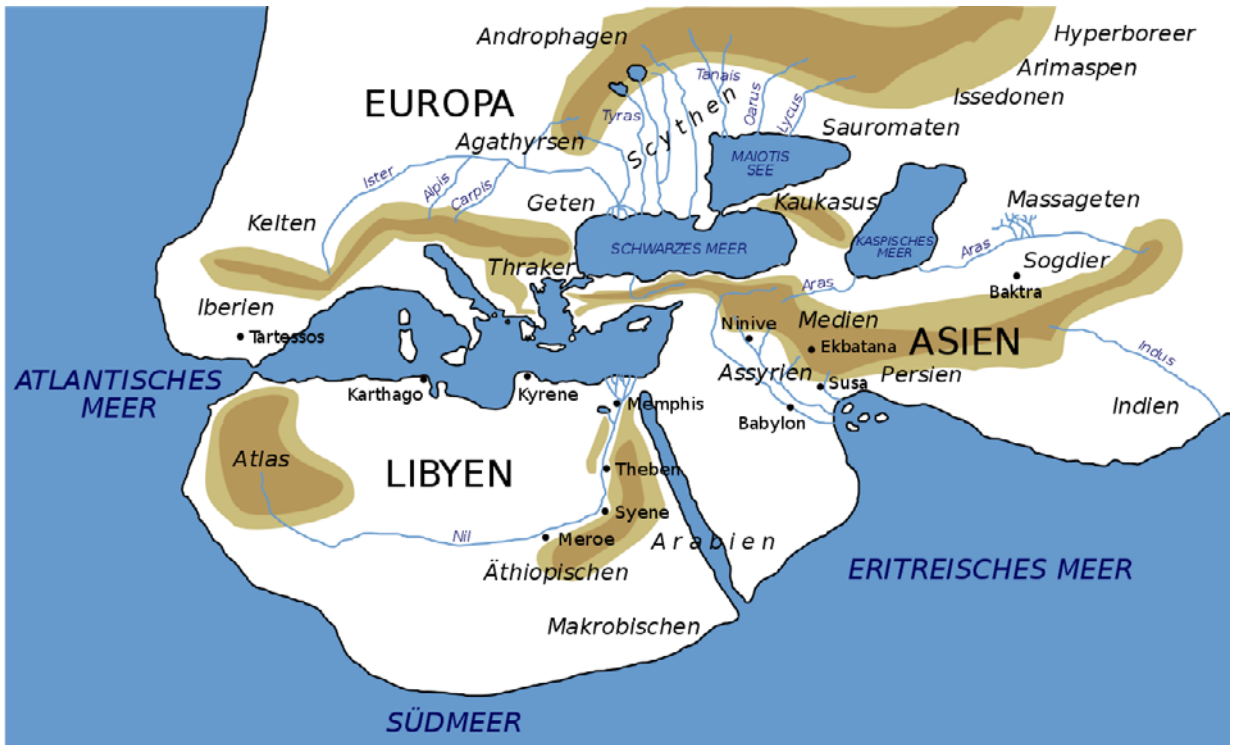 Androphagen
Hyperboreer
Arimaspen
Issedonen
Tanais
Oarus
Lycus
EUROPA
Tyras
Scythen
Sauromaten
Agathyrsen
MAIOTIS
SEE
Ister
Alpis
Carpis
Geten
Kaukasus
Massageten
Kelten
SCHWARZES MEER
KASPISCHES
MEER
Aras
Sogdier
Thraker
Aras
Baktra
Iberien
Tartessos
Ninive
Medien
Ekbatana
ASIEN
Indus
ATLANTISCHES
MEER
Karthago
Kyrene
Memphis
Assyrien
Susa
Persien
Babylon
Indien
Atlas
LIBYEN
Theben
Syene
Nil
Meroe
Arabien
Äthiopischen
ERITREISCHES MEER
Makrobischen
SÜDMEER